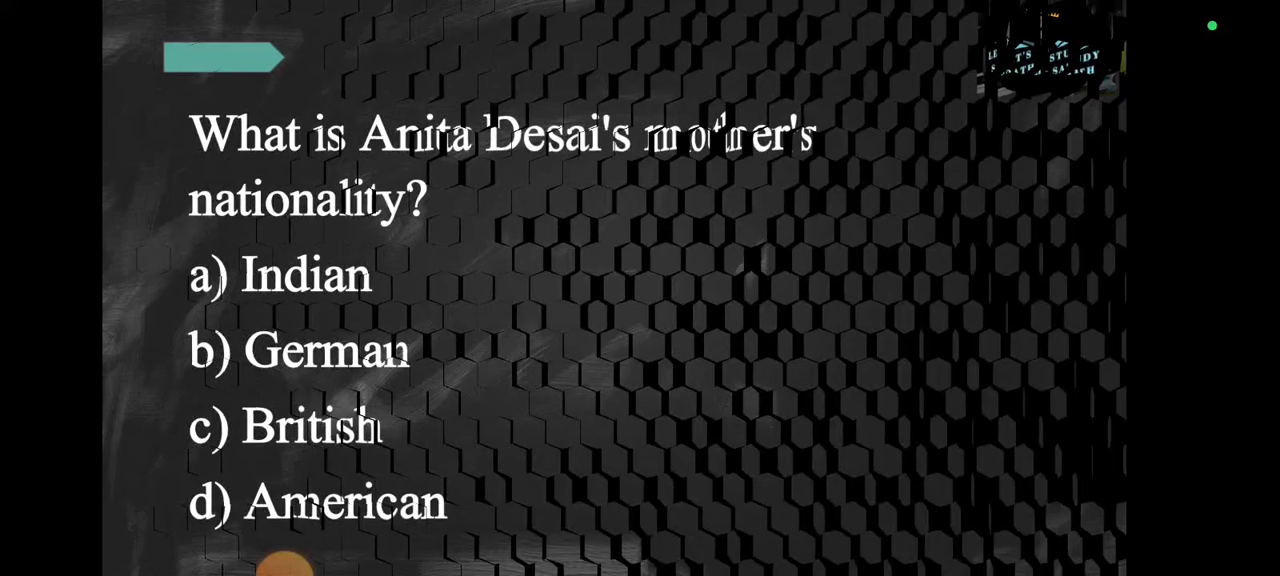 What is Anita Desai's mother's
nationality?
a) Indian
b) German
c) British
d) American